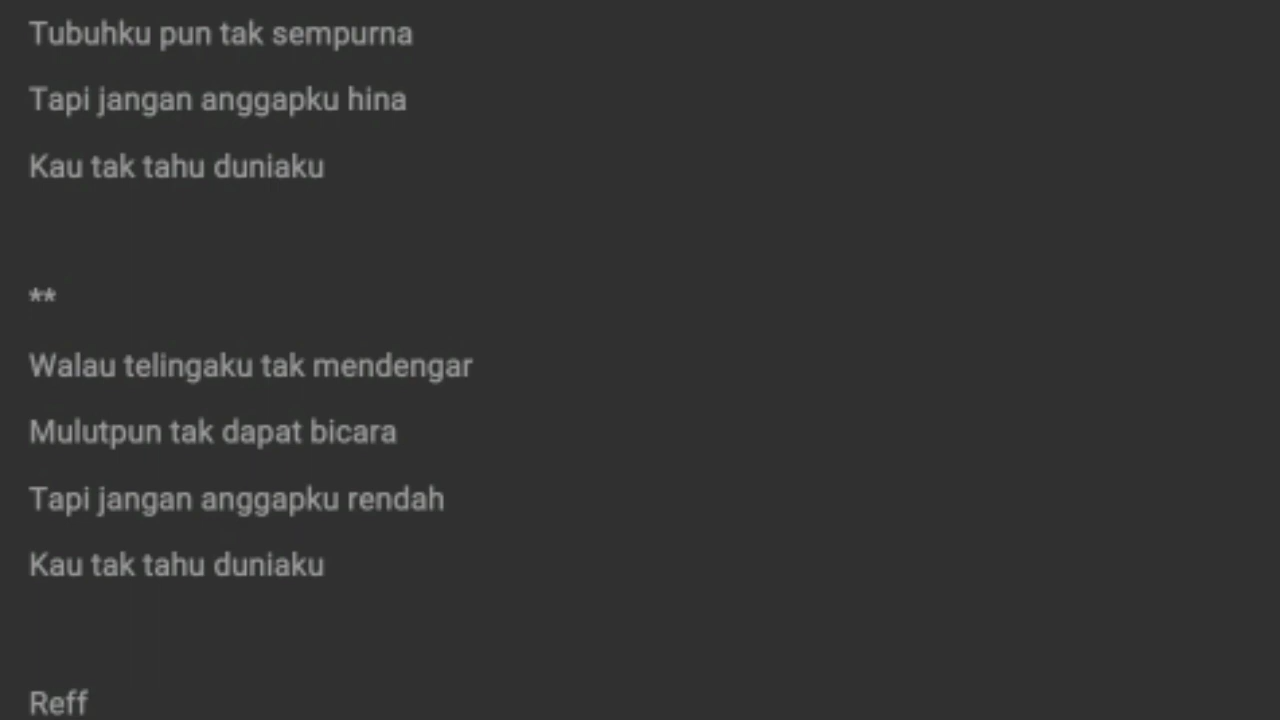 Tubuhku pun tak sempurna
Tapi jangan anggapku hina
Kau tak tahu duniaku
**
Walau telingaku tak mendengar
Mulutpun tak dapat bicara
Tapi jangan anggapku rendah
Kau tak tahu duniaku
Reff